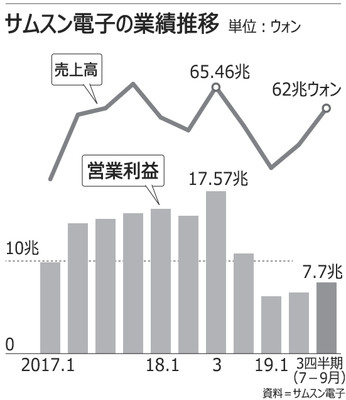 サムスン電子の業績推移 単位：ウォン
売上高
65.46兆
62兆ウォン
営業利益
17.57兆
10兆
7.7兆
0
2017.1
18.1
3
19.1
3四半期
(7－9月)
資料＝サムスン電子